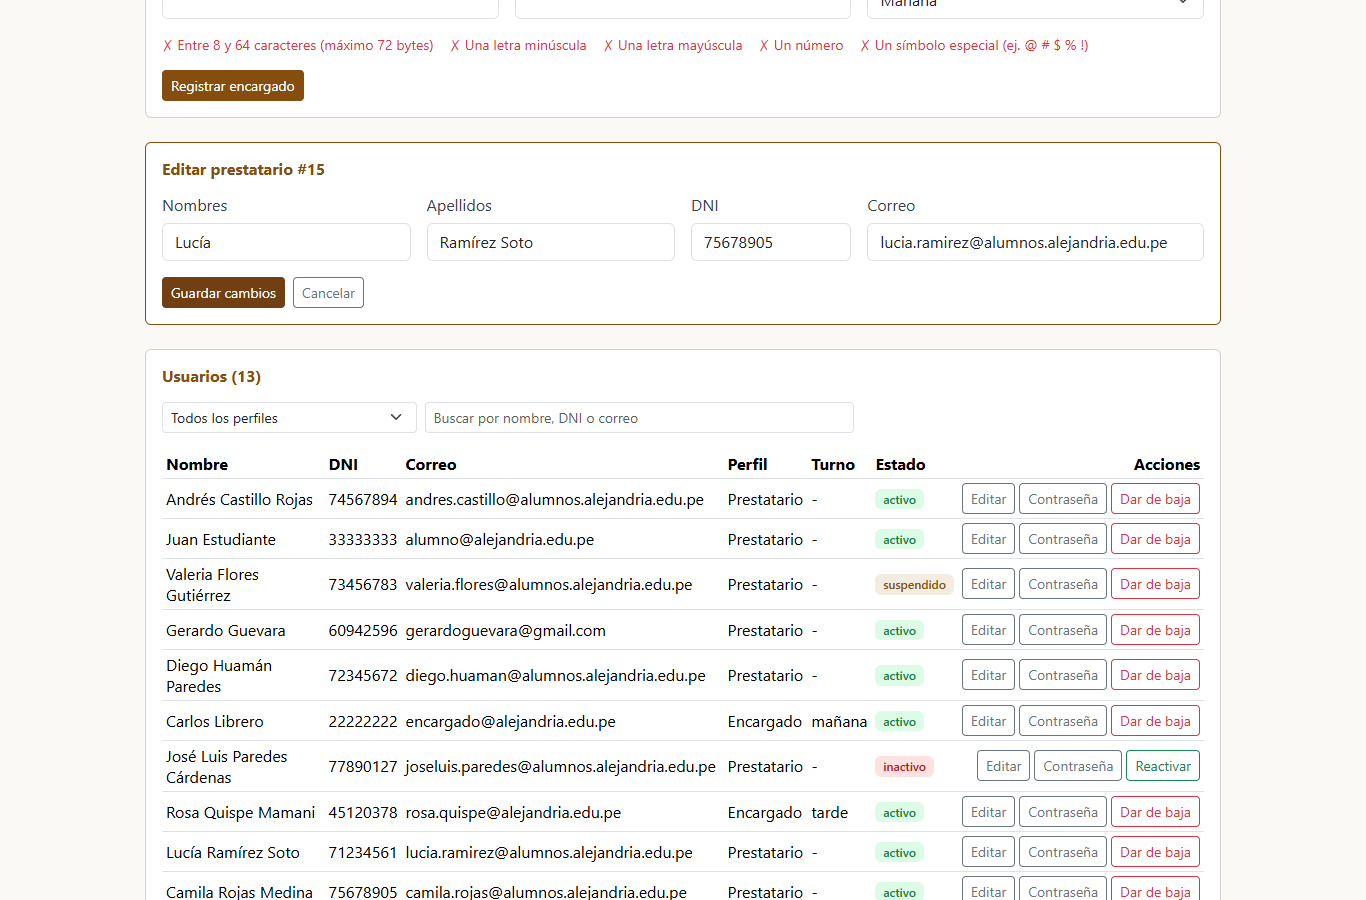 Mañana
✗ Entre 8 y 64 caracteres (máximo 72 bytes) ✗ Una letra minúscula ✗ Una letra mayúscula ✗ Un número ✗ Un símbolo especial (ej. @ # $ % !)
Registrar encargado
Editar prestatario #15
Nombres Apellidos DNI Correo
Lucía Ramírez Soto 75678905 lucia.ramirez@alumnos.alejandria.edu.pe
Guardar cambios Cancelar
Usuarios (13)
Todos los perfiles Buscar por nombre, DNI o correo
Nombre DNI Correo Perfil Turno Estado Acciones
Andrés Castillo Rojas 74567894 andres.castillo@alumnos.alejandria.edu.pe Prestatario - activo Editar Contraseña Dar de baja
Juan Estudiante 33333333 alumno@alejandria.edu.pe Prestatario - activo Editar Contraseña Dar de baja
Valeria Flores
Gutiérrez 73456783 valeria.flores@alumnos.alejandria.edu.pe Prestatario - suspendido Editar Contraseña Dar de baja
Gerardo Guevara 60942596 gerardoguevara@gmail.com Prestatario - activo Editar Contraseña Dar de baja
Diego Huamán
Paredes 72345672 diego.huaman@alumnos.alejandria.edu.pe Prestatario - activo Editar Contraseña Dar de baja
Carlos Librero 22222222 encargado@alejandria.edu.pe Encargado mañana activo Editar Contraseña Dar de baja
José Luis Paredes
Cárdenas 77890127 joseluis.paredes@alumnos.alejandria.edu.pe Prestatario - inactivo Editar Contraseña Reactivar
Rosa Quispe Mamani 45120378 rosa.quispe@alejandria.edu.pe Encargado tarde activo Editar Contraseña Dar de baja
Lucía Ramírez Soto 71234561 lucia.ramirez@alumnos.alejandria.edu.pe Prestatario - activo Editar Contraseña Dar de baja
Camila Rojas Medina 75678905 camila.rojas@alumnos.alejandria.edu.pe Prestatario - activo Editar Contraseña Dar de baja